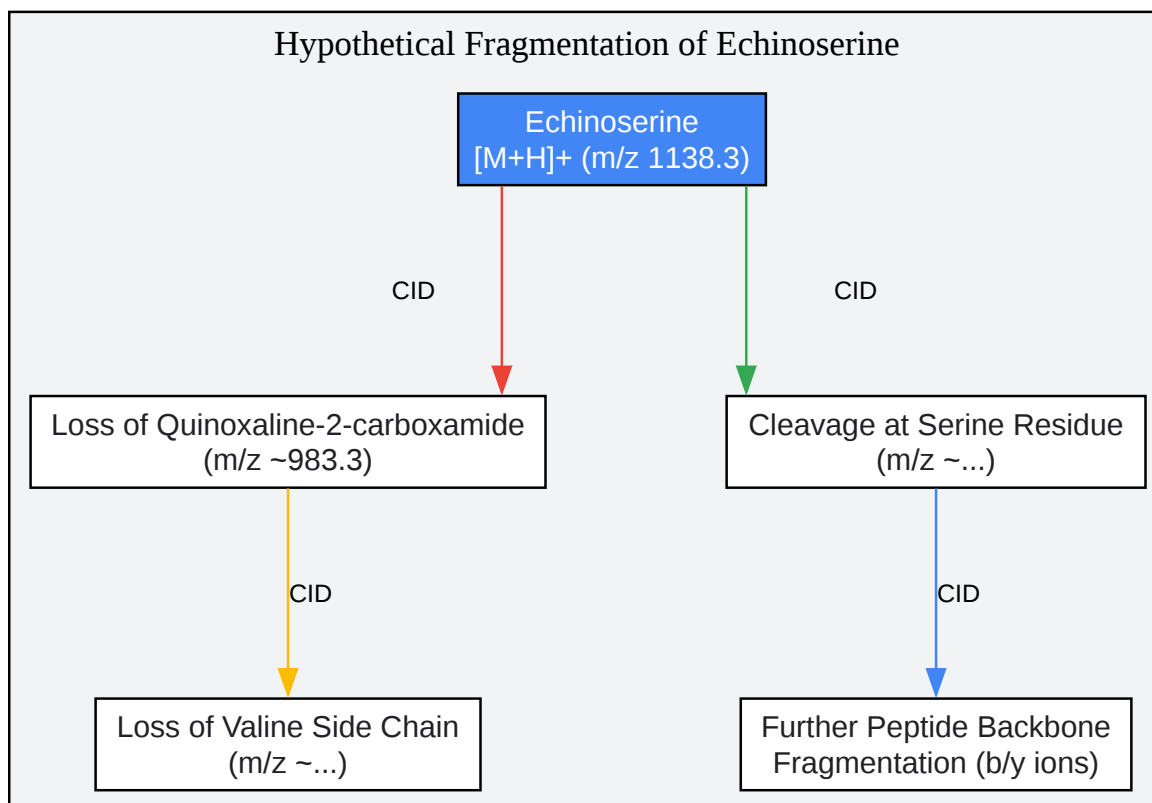 Hypothetical Fragmentation of Echinoserine
Echinoserine
[M+H]+ (m/z 1138.3)
CID
CID
Loss of Quinoxaline-2-carboxamide
(m/z ~983.3)
Cleavage at Serine Residue
(m/z ~...)
CID
CID
Loss of Valine Side Chain
(m/z ~...)
Further Peptide Backbone
Fragmentation (b/y ions)